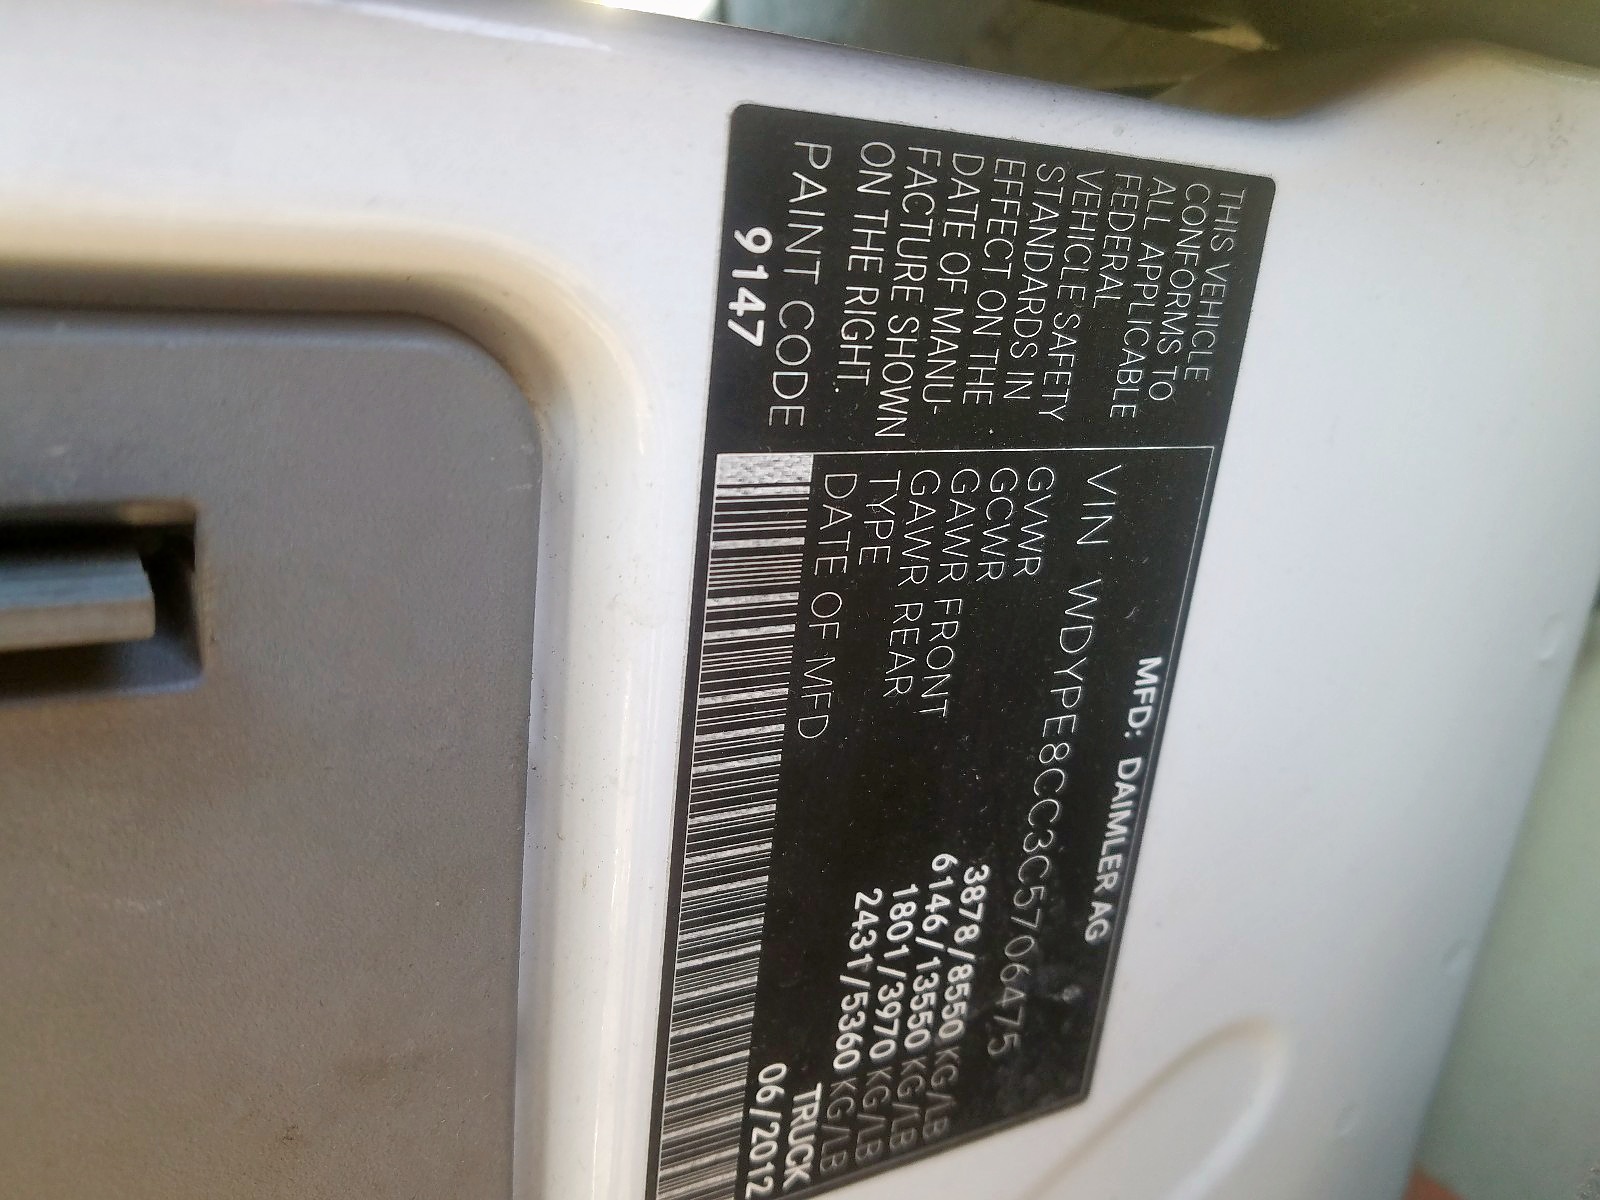 MFD: DAIMLER AG
THIS VEHICLE
CONFORMS TO
ALL APPLICABLE
FEDERAL
VEHICLE SAFETY
STANDARDS IN
EFFECT ON THE
DATE OF MANU-
FACTURE SHOWN
ON THE RIGHT.
PAINT CODE
9147
VIN WDYPE8CC3C5706475
GVWR 3878/8550 KG/LB
GCWR 6146/13550 KG/LB
GAWR FRONT 1801/3970 KG/LB
GAWR REAR 2431/5360 KG/LB
TYPE TRUCK
DATE OF MFD 06/2012